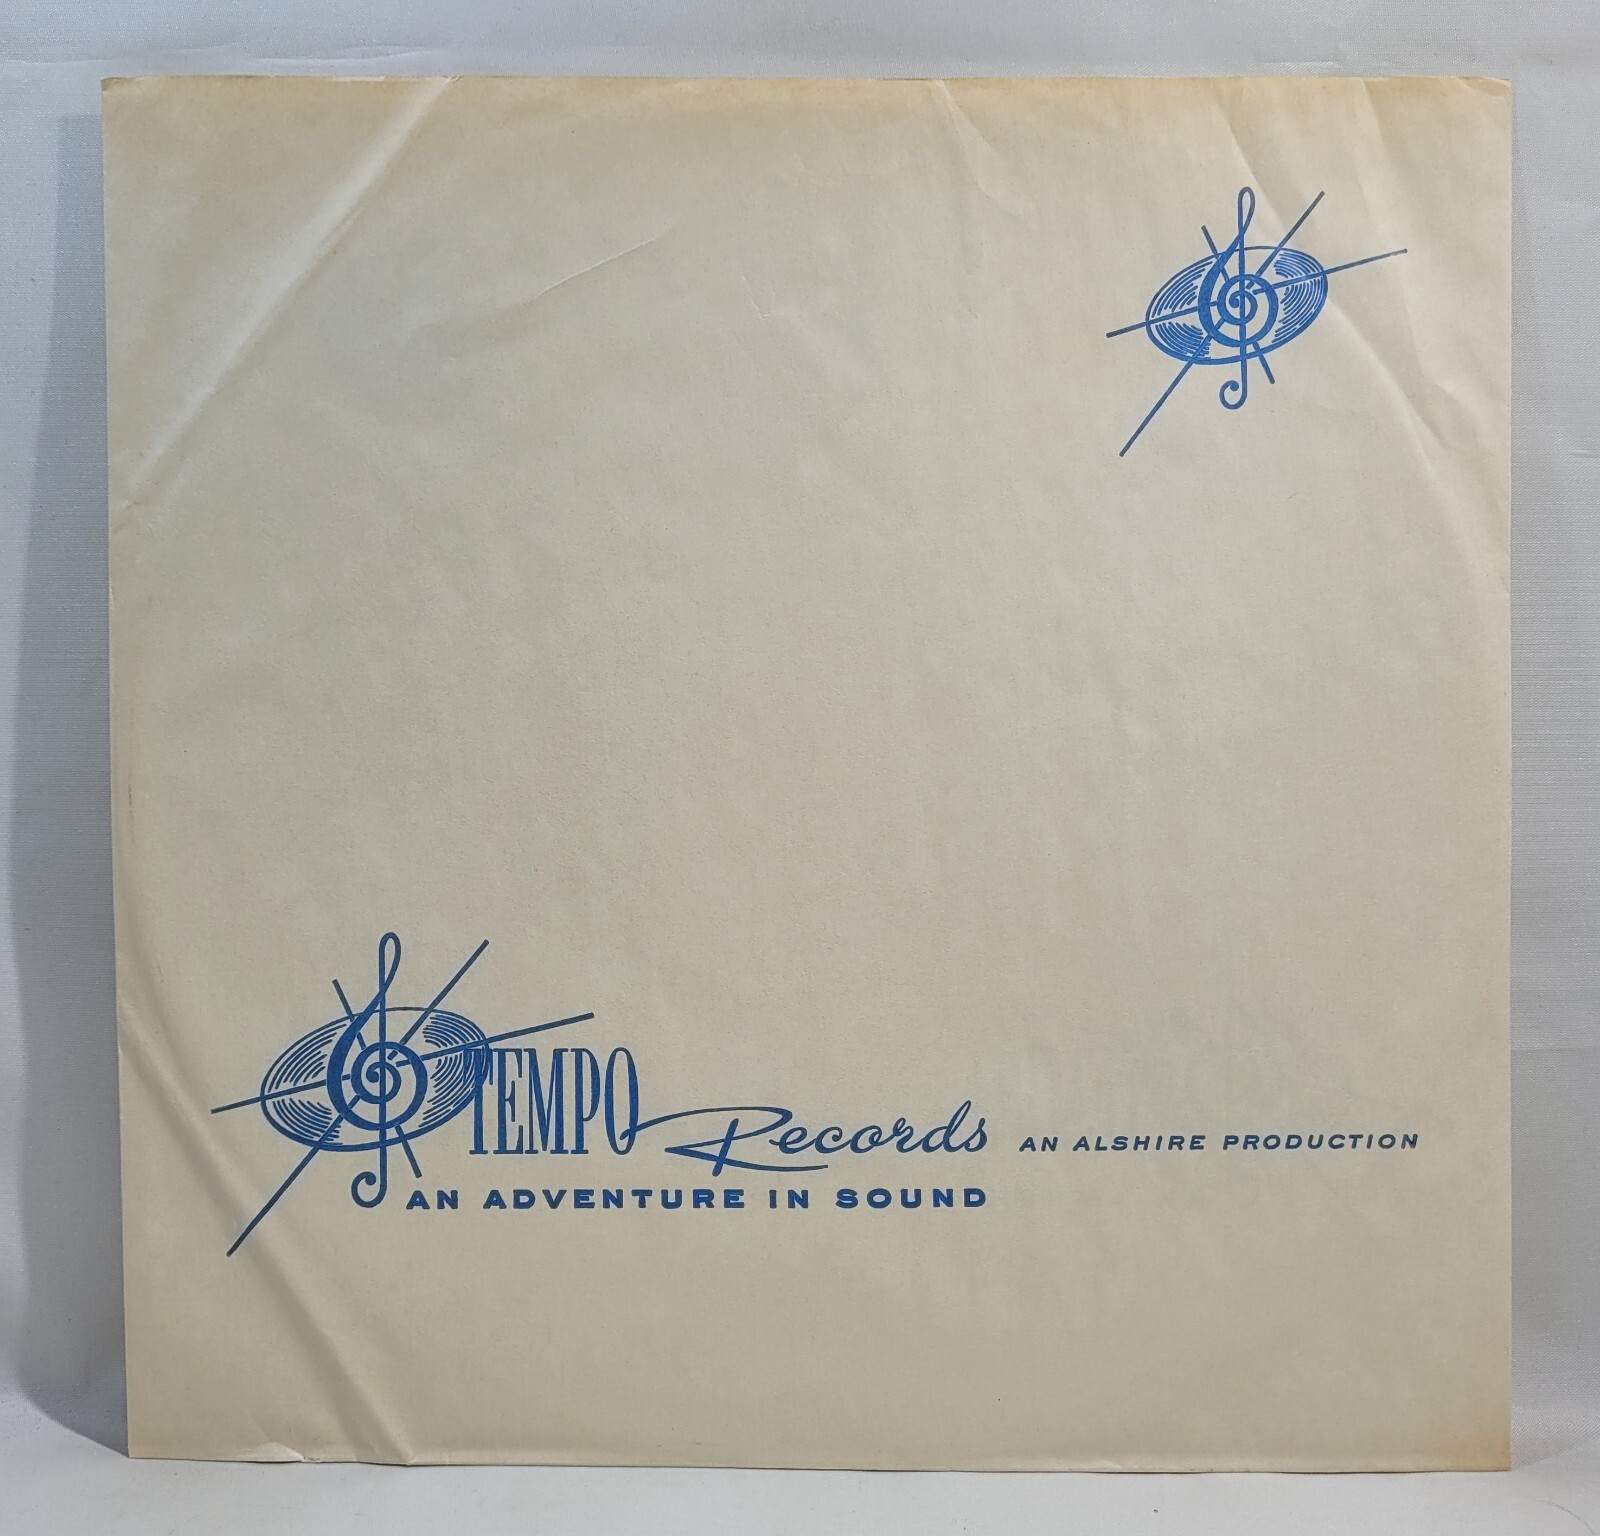 TEMPO Records AN ALSHIRE PRODUCTION
AN ADVENTURE IN SOUND